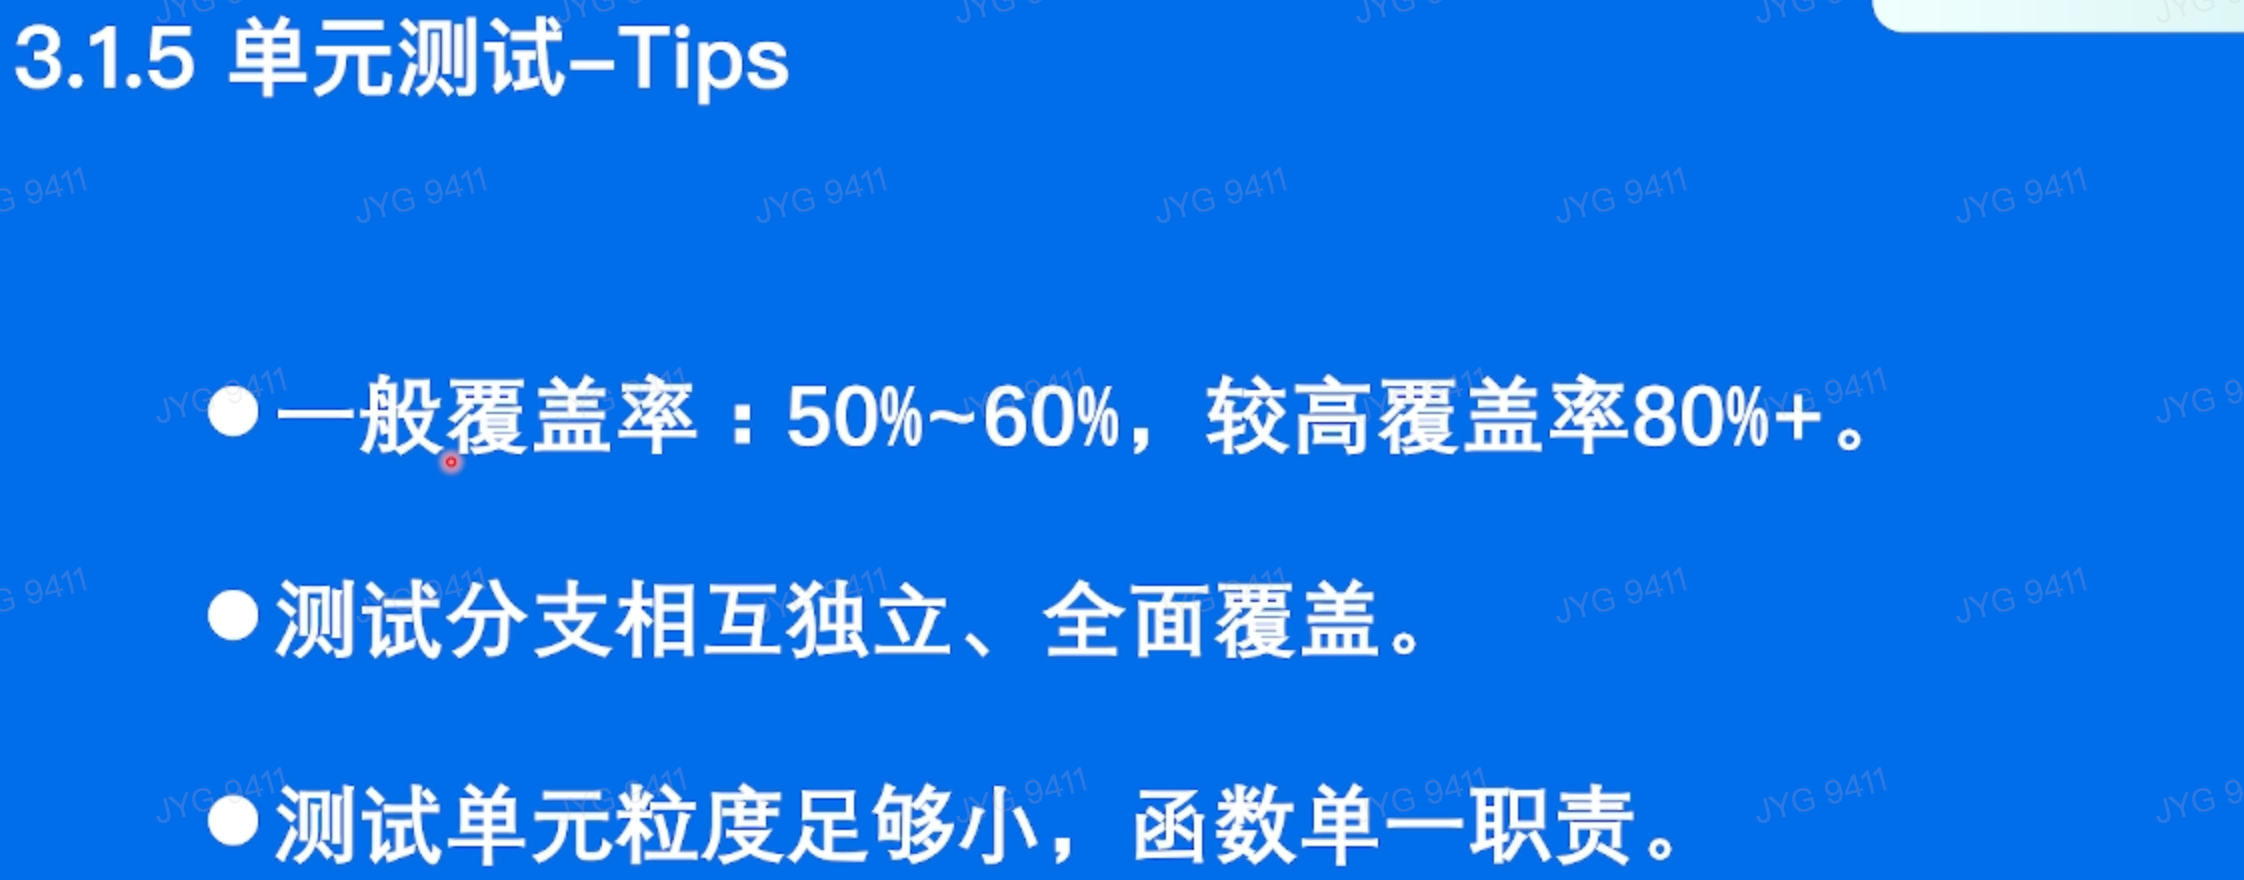 3.1.5 单元测试-Tips
JYG 9411
●一般覆盖率：50%~60%，较高覆盖率80%+。
●测试分支相互独立、全面覆盖。
●测试单元粒度足够小，函数单一职责。